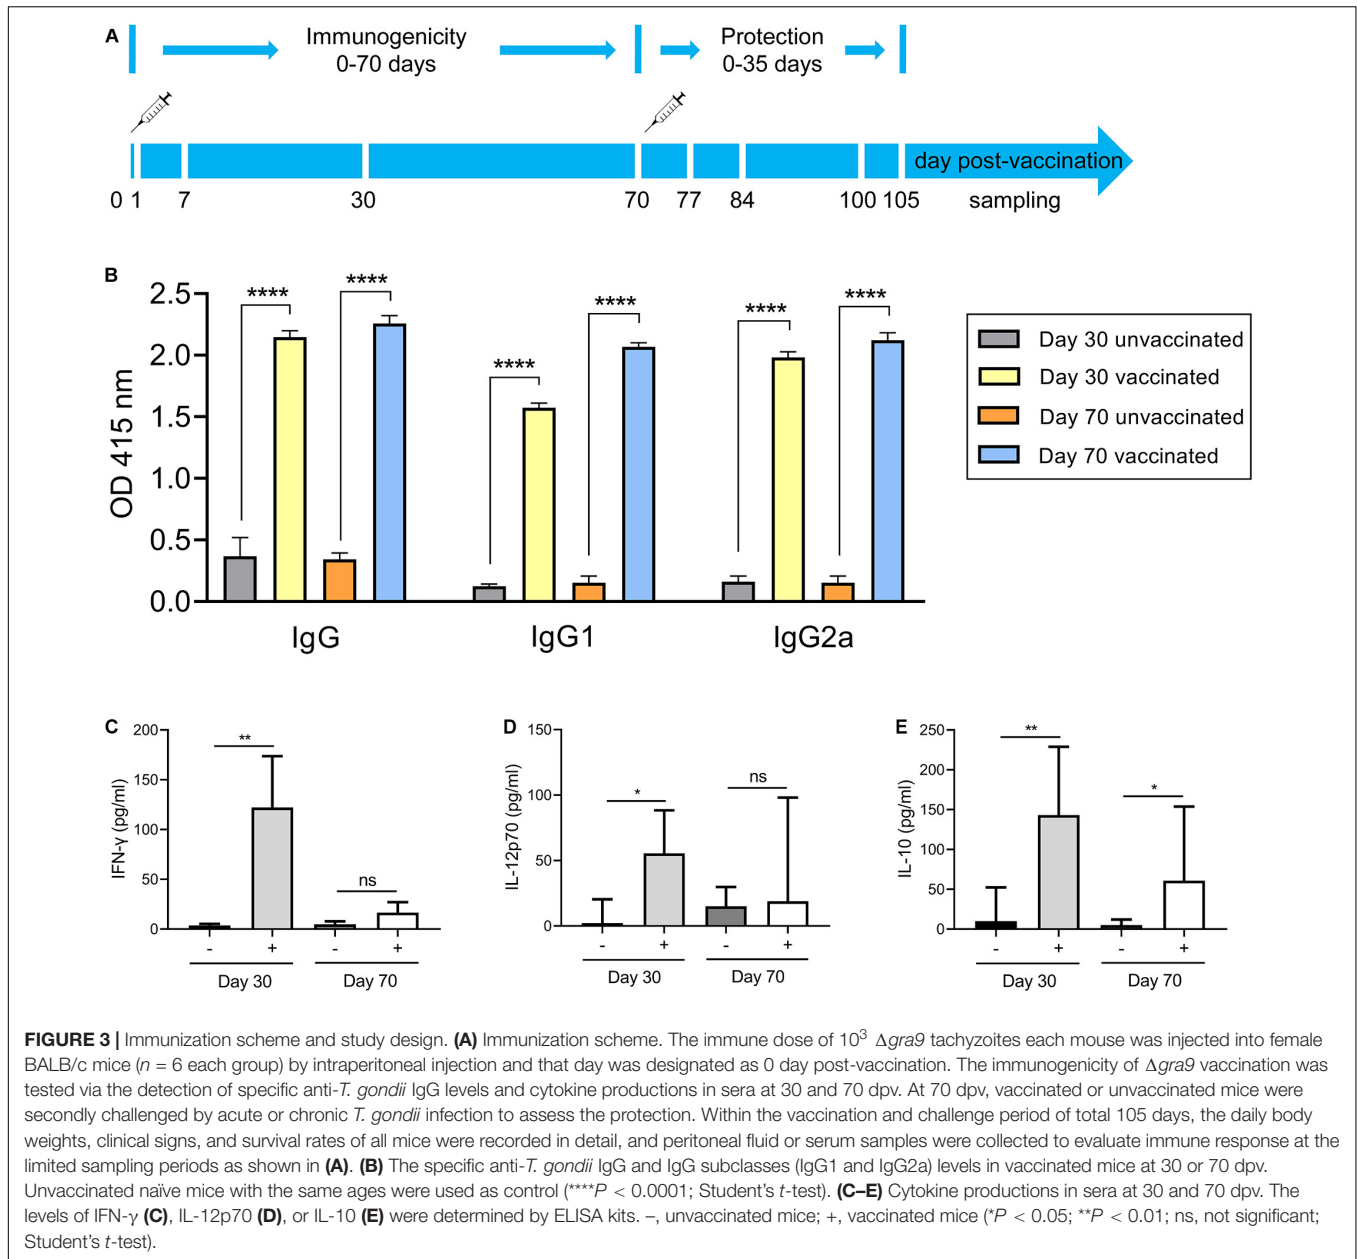 A
Immunogenicity
0-70 days
Protection
0-35 days
day post-vaccination
0 1 7 30 70 77 84 100 105 sampling
B
OD 415 nm
2.5
2.0
1.5
1.0
0.5
0.0
**** **** **** **** **** ****
IgG IgG1 IgG2a
Day 30 unvaccinated
Day 30 vaccinated
Day 70 unvaccinated
Day 70 vaccinated
C
IFN-γ (pg/ml)
200
150
100
50
0
**
ns
- + - +
Day 30 Day 70
D
IL-12p70 (pg/ml)
150
100
50
0
*
ns
- + - +
Day 30 Day 70
E
IL-10 (pg/ml)
250
200
150
100
50
0
**
*
- + - +
Day 30 Day 70
FIGURE 3 | Immunization scheme and study design. (A) Immunization scheme. The immune dose of 10³ Δgra9 tachyzoites each mouse was injected into female
BALB/c mice (n = 6 each group) by intraperitoneal injection and that day was designated as 0 day post-vaccination. The immunogenicity of Δgra9 vaccination was
tested via the detection of specific anti-T. gondii IgG levels and cytokine productions in sera at 30 and 70 dpv. At 70 dpv, vaccinated or unvaccinated mice were
secondly challenged by acute or chronic T. gondii infection to assess the protection. Within the vaccination and challenge period of total 105 days, the daily body
weights, clinical signs, and survival rates of all mice were recorded in detail, and peritoneal fluid or serum samples were collected to evaluate immune response at the
limited sampling periods as shown in (A). (B) The specific anti-T. gondii IgG and IgG subclasses (IgG1 and IgG2a) levels in vaccinated mice at 30 or 70 dpv.
Unvaccinated naïve mice with the same ages were used as control (****P < 0.0001; Student's t-test). (C–E) Cytokine productions in sera at 30 and 70 dpv. The
levels of IFN-γ (C), IL-12p70 (D), or IL-10 (E) were determined by ELISA kits. –, unvaccinated mice; +, vaccinated mice (*P < 0.05; **P < 0.01; ns, not significant;
Student's t-test).